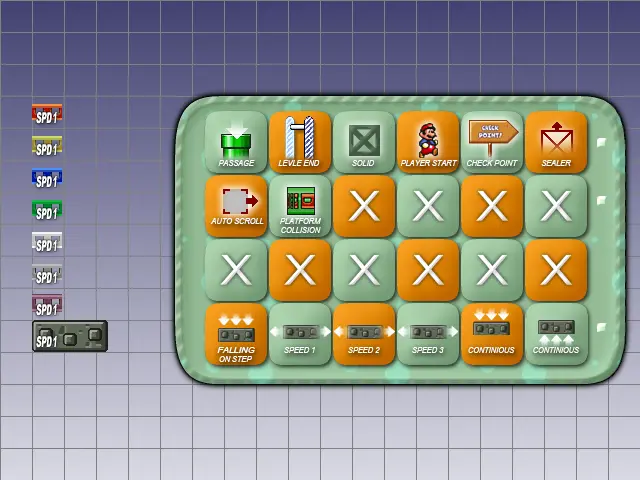 SPD1
SPD1
SPD1
SPD1
SPD1
SPD1
SPD1
SPD1
PASSAGE
LEVLE END
SOLID
PLAYER START
CHECK POINT!
CHECK POINT
SEALER
AUTO SCROLL
PLATFORM
COLLISION
X X X X
X X X X X X
FALLING
ON STEP
SPEED 1
SPEED 2
SPEED 3
CONTINIOUS
CONTINIOUS